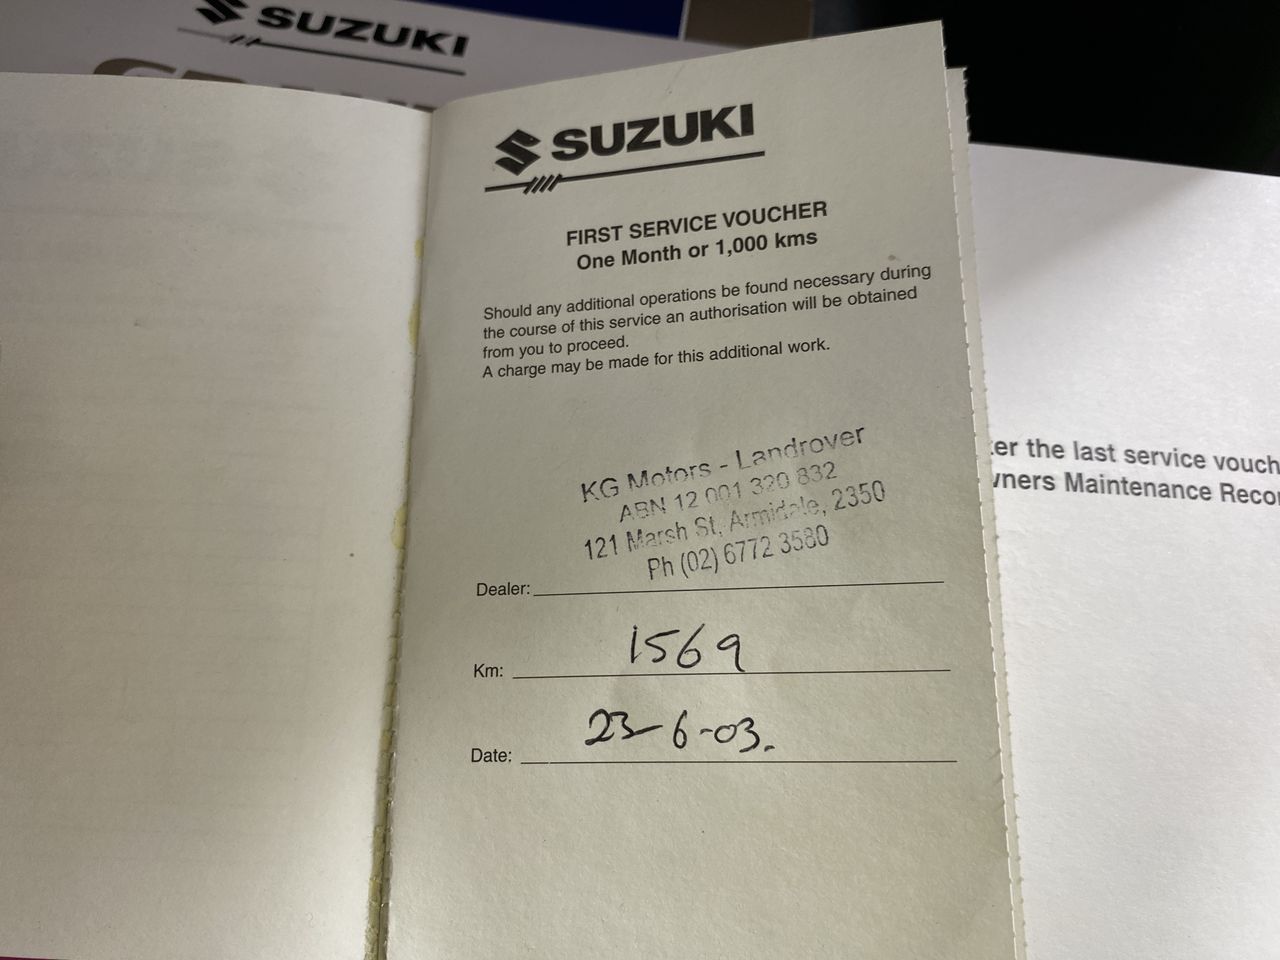 SUZUKI
SUZUKI
FIRST SERVICE VOUCHER
One Month or 1,000 kms
Should any additional operations be found necessary during
the course of this service an authorisation will be obtained
from you to proceed.
A charge may be made for this additional work.
KG Motors - Landrover
ABN 12 001 320 832
121 Marsh St, Armidale, 2350
Ph (02) 6772 3580
Dealer:
Km: 1569
Date: 23-6-03.
er the last service vouch
ners Maintenance Reco